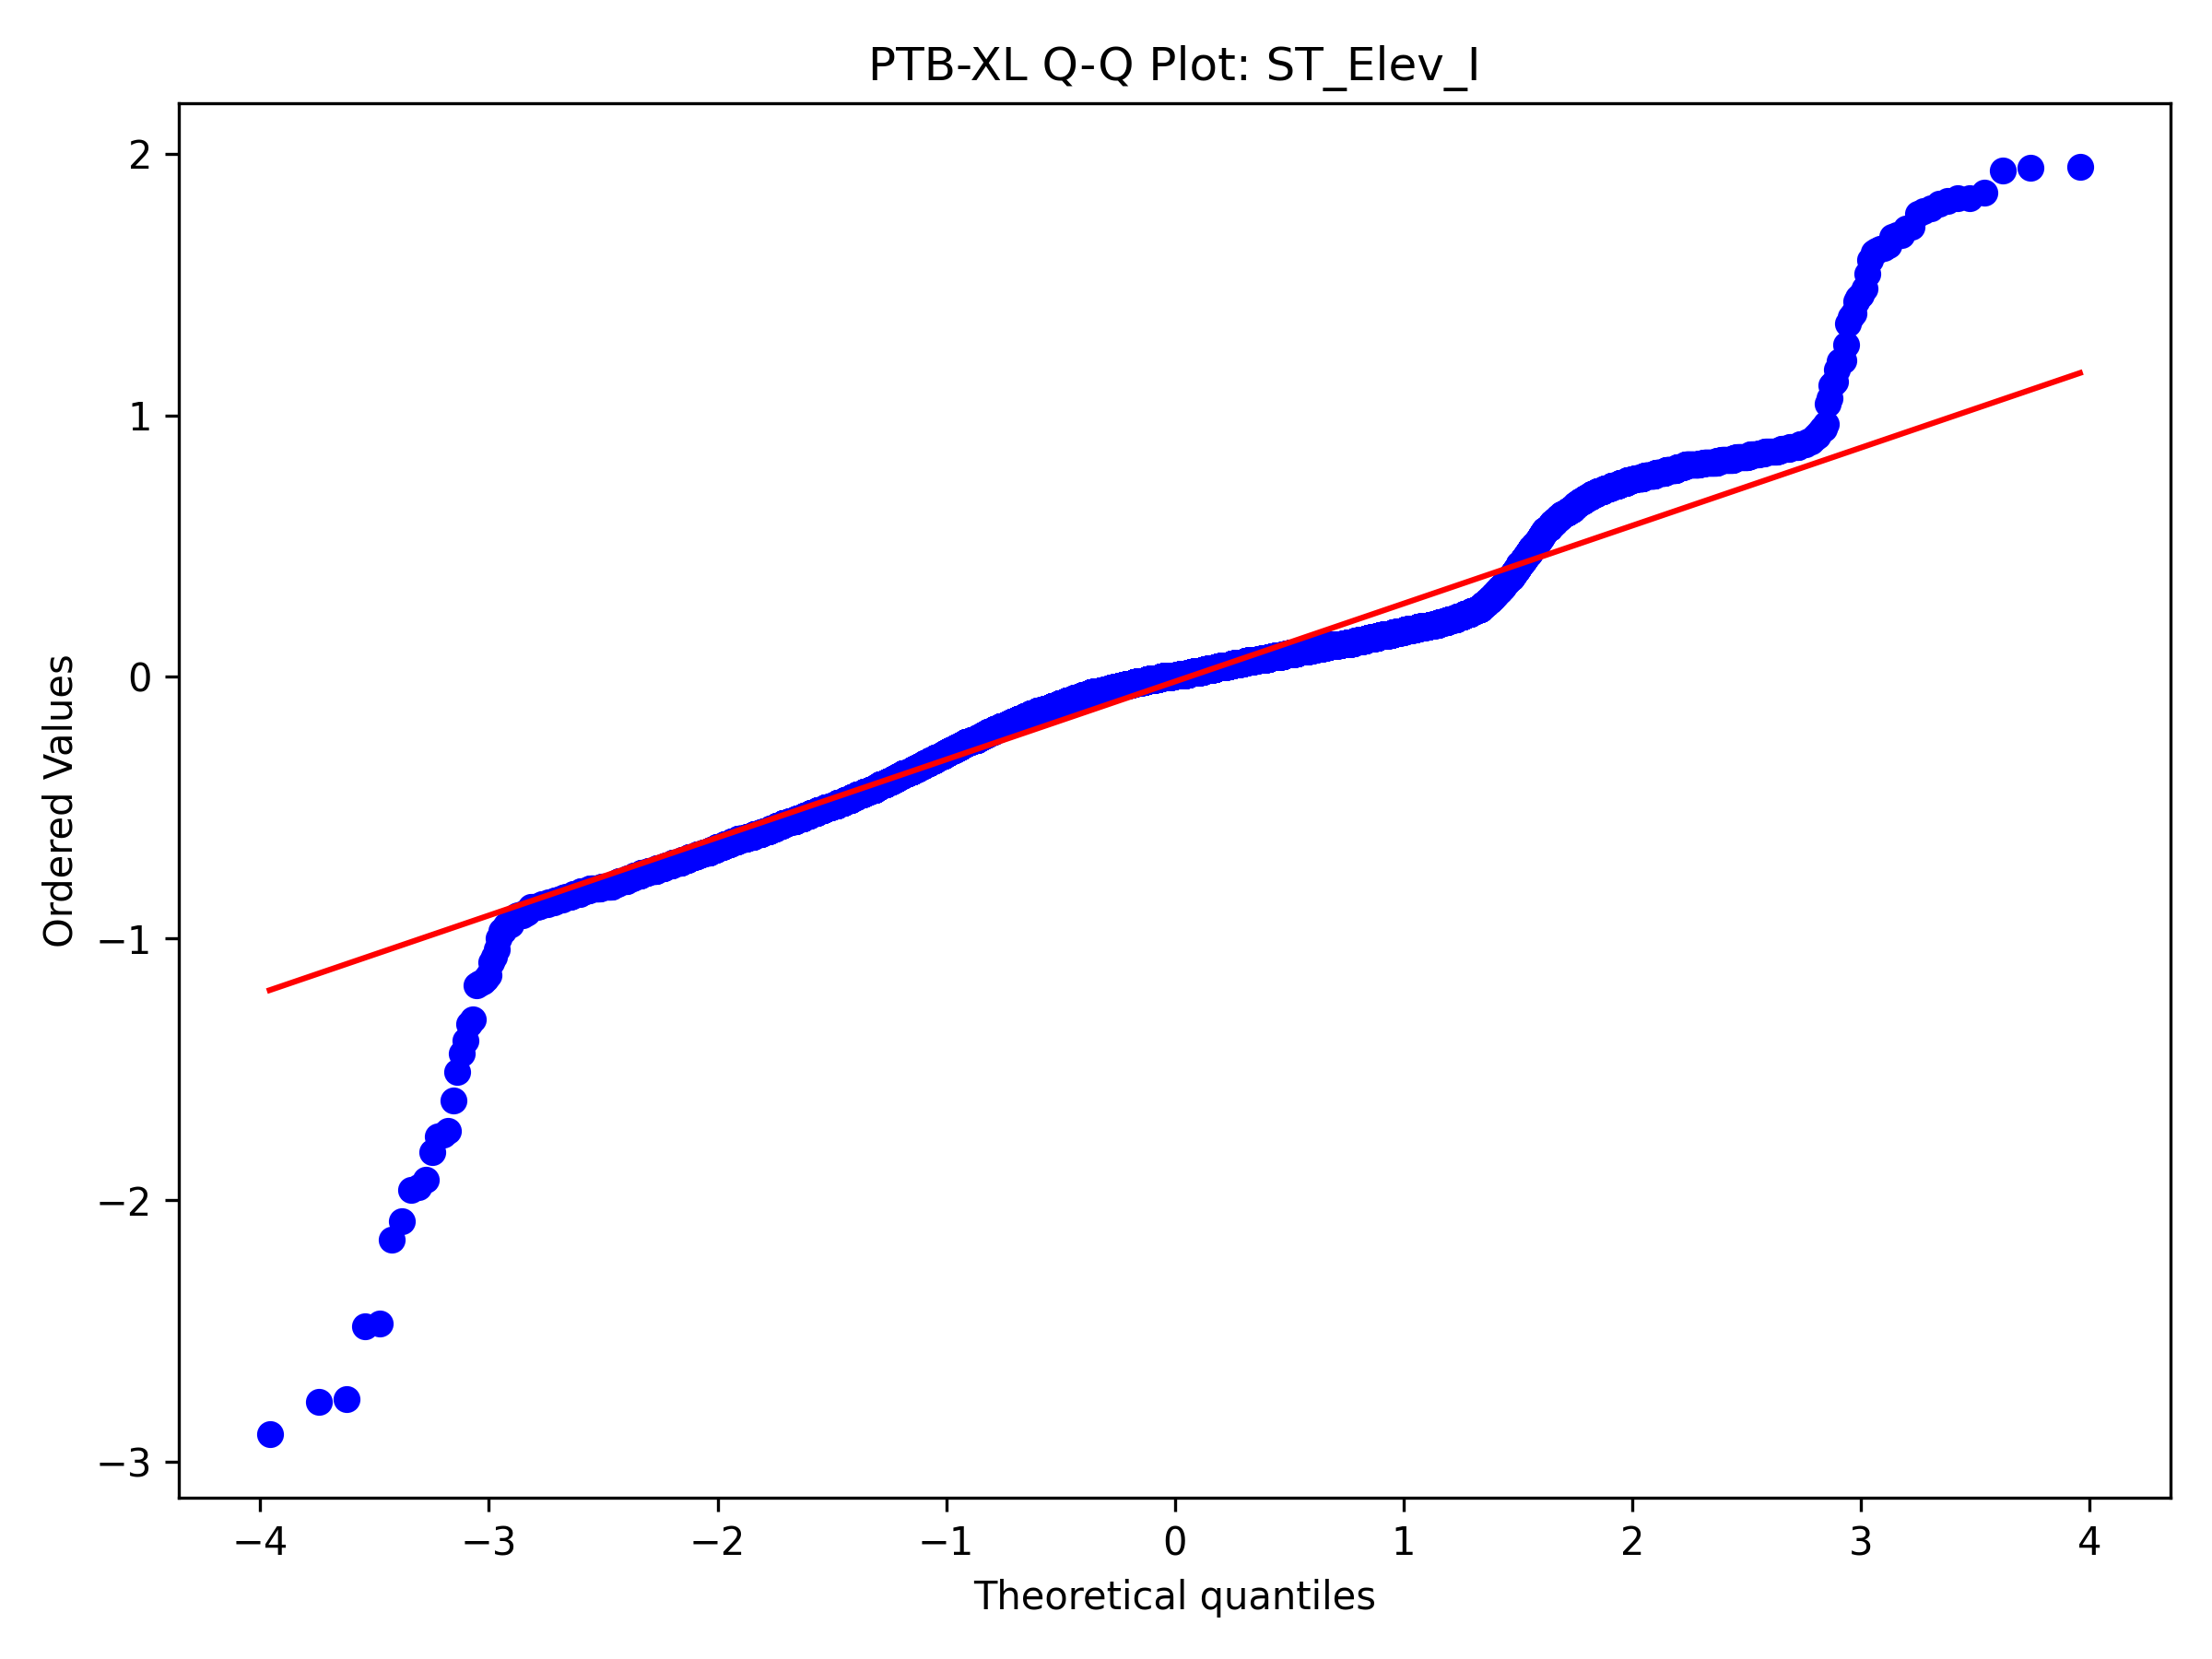 PTB-XL Q-Q Plot: ST_Elev_I
2
1
0
−1
−2
−3
Ordered Values
−4 −3 −2 −1 0 1 2 3 4
Theoretical quantiles